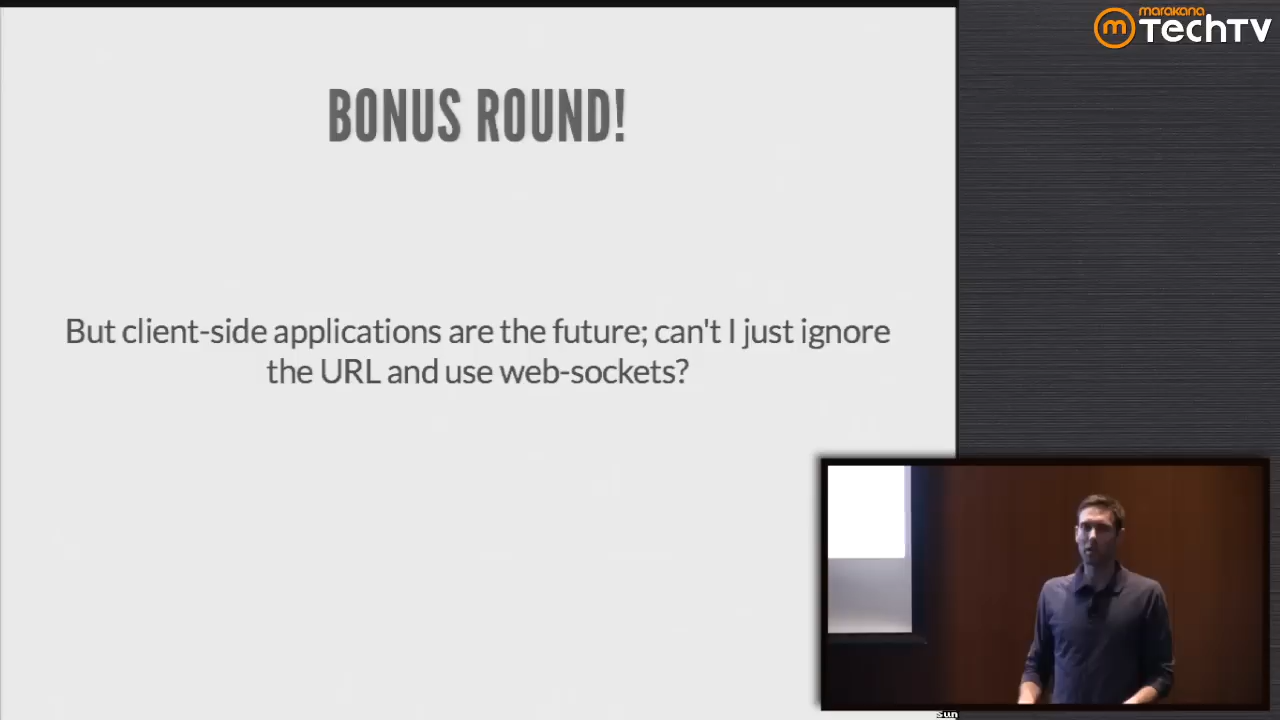 marakana
TechTV
BONUS ROUND!
But client-side applications are the future; can't I just ignore
the URL and use web-sockets?
sun